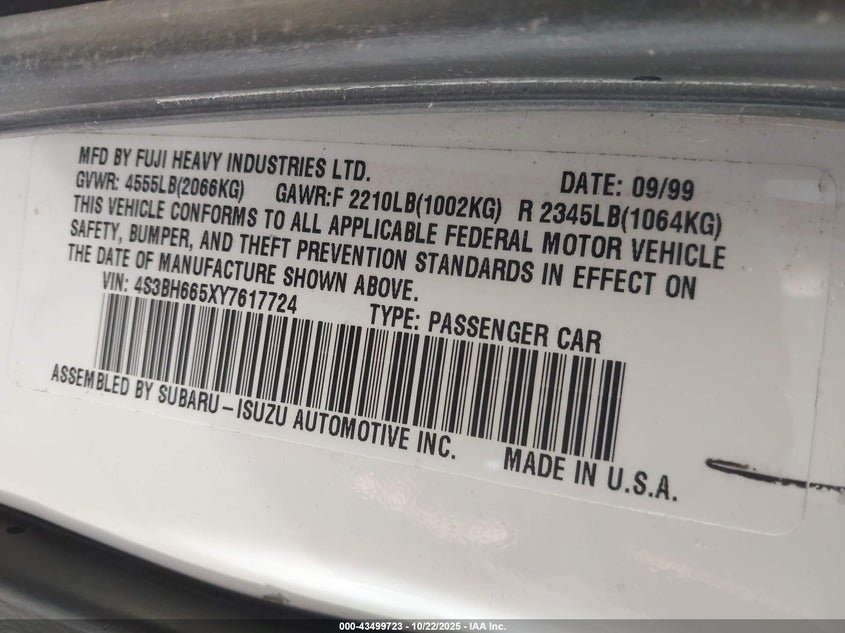 MFD BY FUJI HEAVY INDUSTRIES LTD. DATE: 09/99
GVWR: 4555LB(2066KG) GAWR:F 2210LB(1002KG) R 2345LB(1064KG)
THIS VEHICLE CONFORMS TO ALL APPLICABLE FEDERAL MOTOR VEHICLE
SAFETY, BUMPER, AND THEFT PREVENTION STANDARDS IN EFFECT ON
THE DATE OF MANUFACTURE SHOWN ABOVE.
VIN: 4S3BH665XY7617724 TYPE: PASSENGER CAR
ASSEMBLED BY SUBARU-ISUZU AUTOMOTIVE INC. MADE IN U.S.A.
000-43499723 - 10/22/2025 - IAA Inc.